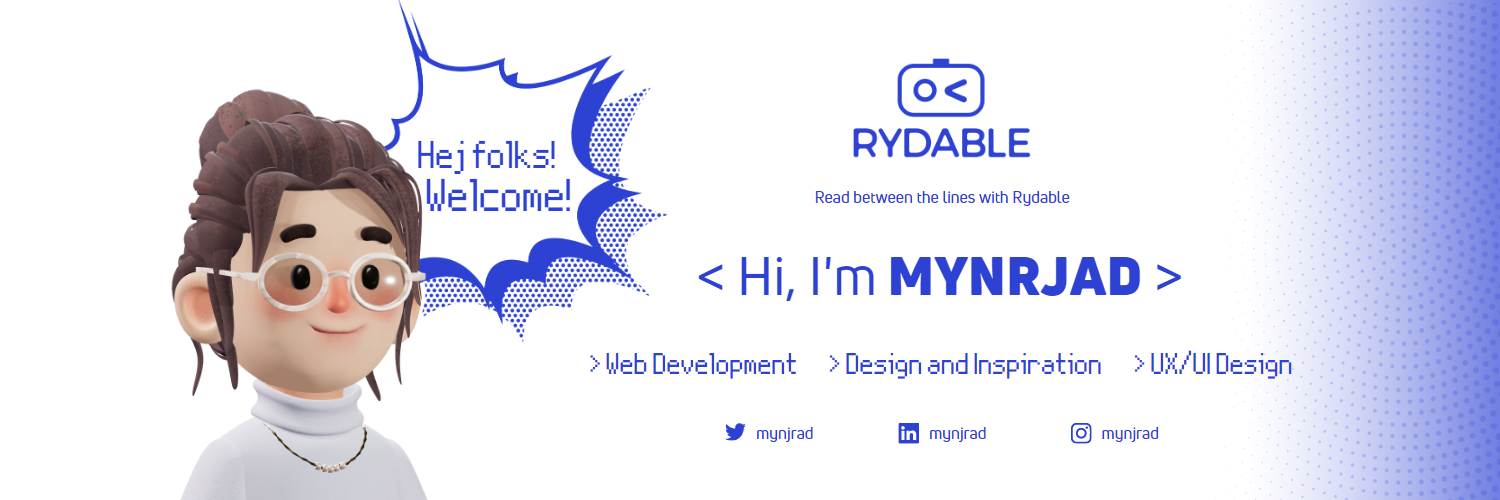 Hej folks!
Welcome!
RYDABLE
Read between the lines with Rydable
< Hi, I'm MYNRJAD >
> Web Development > Design and Inspiration > UX/UI Design
mynjrad mynjrad mynjrad